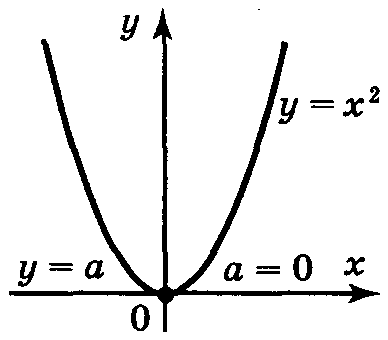 y
y = x²
y = a
a = 0
x
0